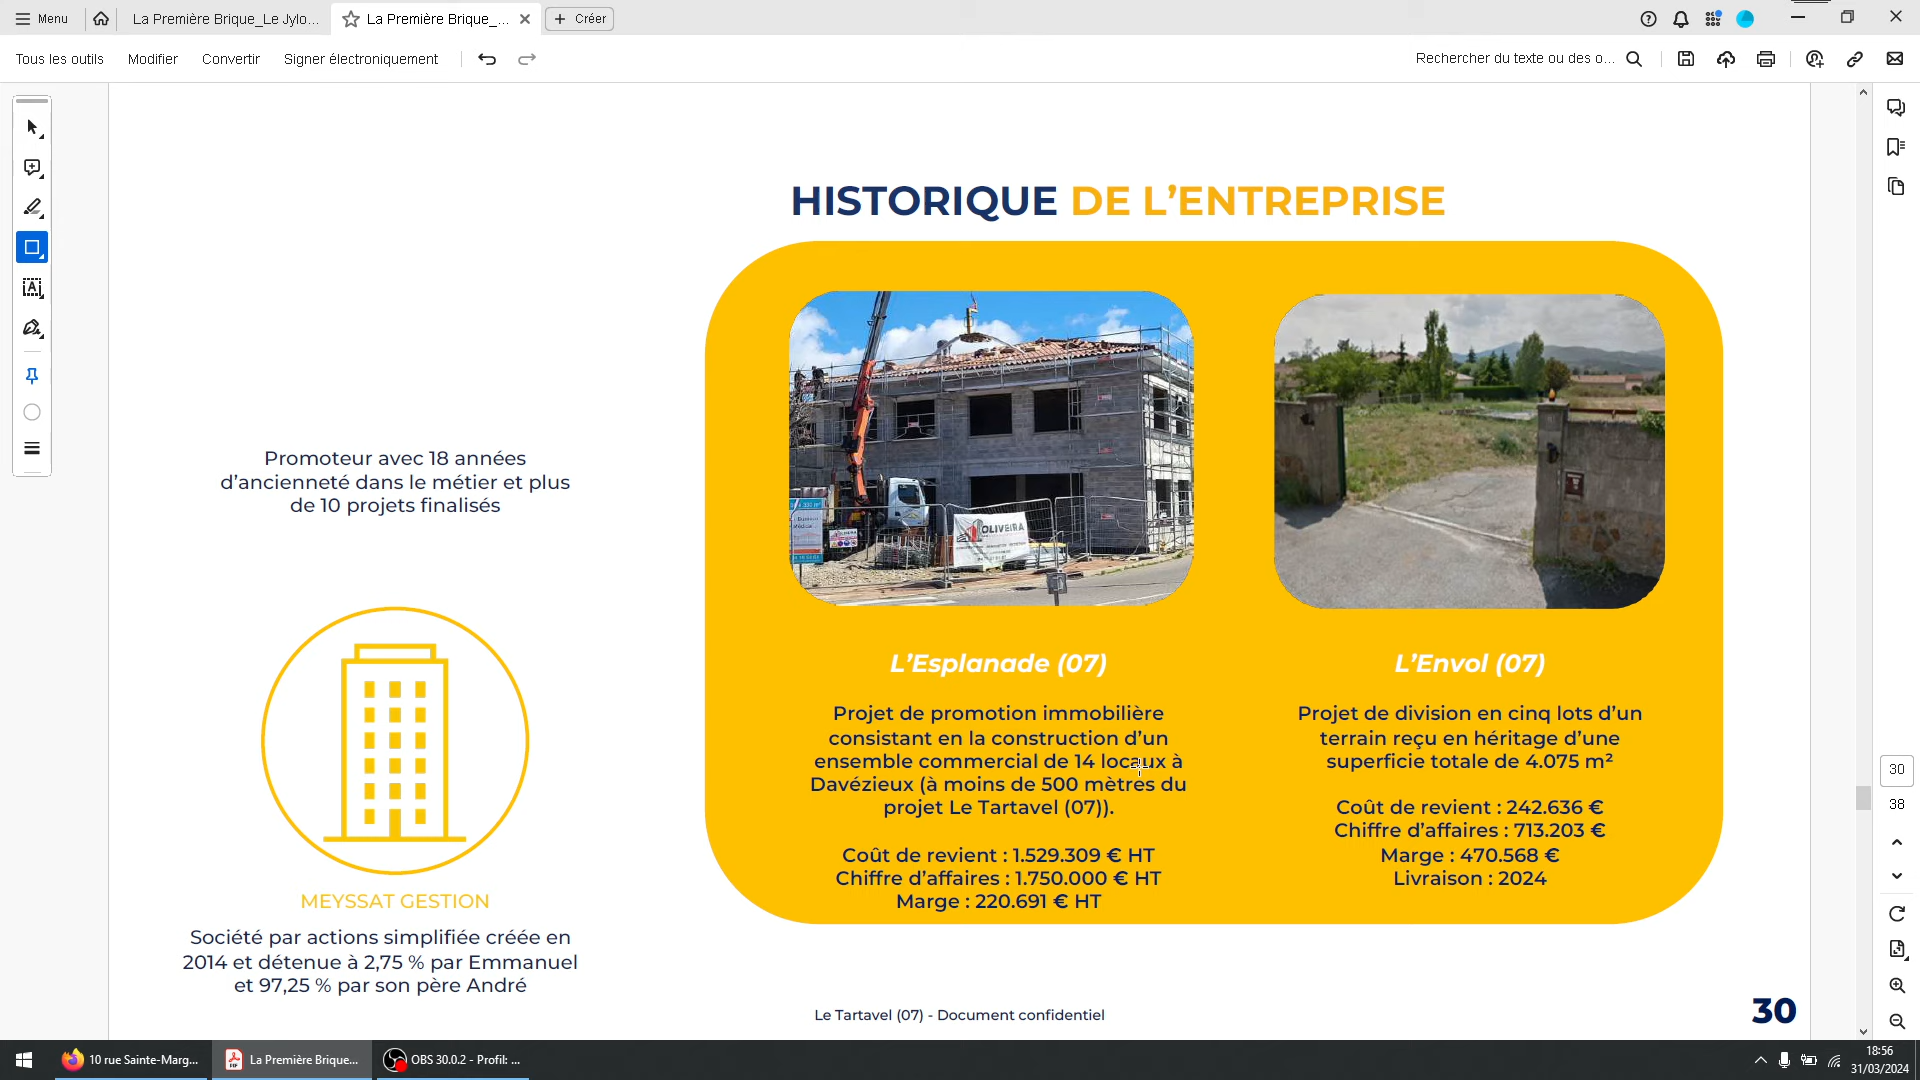 Menu
La Première Brique_Le Jylo...
La Première Brique_...
Créer
Tous les outils
Modifier
Convertir
Signer électroniquement
Rechercher du texte ou des o...
HISTORIQUE DE L'ENTREPRISE
Promoteur avec 18 années
d'ancienneté dans le métier et plus
de 10 projets finalisés
MEYSSAT GESTION
Société par actions simplifiée créée en
2014 et détenue à 2,75 % par Emmanuel
et 97,25 % par son père André
OLIVEIRA
L'Esplanade (07)
Projet de promotion immobilière
consistant en la construction d'un
ensemble commercial de 14 locaux à
Davézieux (à moins de 500 mètres du
projet Le Tartavel (07)).
Coût de revient : 1.529.309 € HT
Chiffre d'affaires : 1.750.000 € HT
Marge : 220.691 € HT
L'Envol (07)
Projet de division en cinq lots d'un
terrain reçu en héritage d'une
superficie totale de 4.075 m²
Coût de revient : 242.636 €
Chiffre d'affaires : 713.203 €
Marge : 470.568 €
Livraison : 2024
Le Tartavel (07) - Document confidentiel
30
30
38
10 rue Sainte-Marg...
La Première Brique...
OBS 30.0.2 - Profil: ...
18:56
31/03/2024